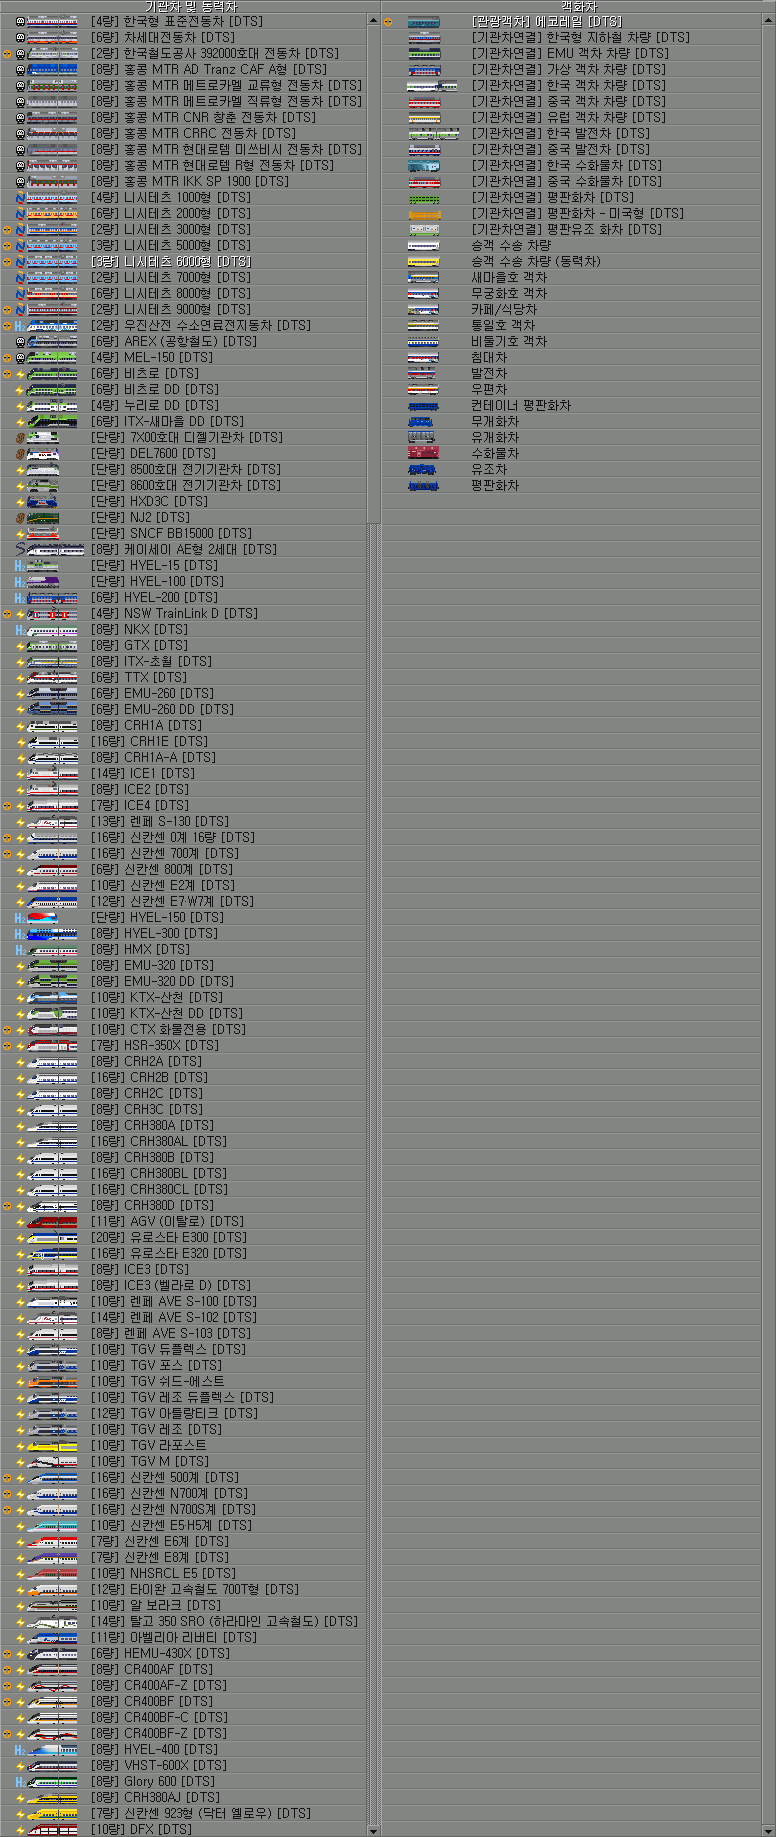 기관차 및 동력차
[4량] 한국형 표준전동차 [DTS]
[6량] 차세대전동차 [DTS]
[2량] 한국철도공사 392000호대 전동차 [DTS]
[8량] 홍콩 MTR AD Tranz CAF A형 [DTS]
[8량] 홍콩 MTR 메트로카멜 교류형 전동차 [DTS]
[8량] 홍콩 MTR 메트로카멜 직류형 전동차 [DTS]
[8량] 홍콩 MTR CNR 창춘 전동차 [DTS]
[8량] 홍콩 MTR CRRC 전동차 [DTS]
[8량] 홍콩 MTR 현대로템 미쓰비시 전동차 [DTS]
[8량] 홍콩 MTR 현대로템 R형 전동차 [DTS]
[8량] 홍콩 MTR IKK SP 1900 [DTS]
[4량] 니시테츠 1000형 [DTS]
[6량] 니시테츠 2000형 [DTS]
[2량] 니시테츠 3000형 [DTS]
[3량] 니시테츠 5000형 [DTS]
[3량] 니시테츠 6000형 [DTS]
[2량] 니시테츠 7000형 [DTS]
[6량] 니시테츠 8000형 [DTS]
[2량] 니시테츠 9000형 [DTS]
[2량] 우진산전 수소연료전지동차 [DTS]
[6량] AREX (공항철도) [DTS]
[4량] MEL-150 [DTS]
[6량] 비츠로 [DTS]
[6량] 비츠로 DD [DTS]
[4량] 누리로 DD [DTS]
[6량] ITX-새마을 DD [DTS]
[단량] 7X00호대 디젤기관차 [DTS]
[단량] DEL7600 [DTS]
[단량] 8500호대 전기기관차 [DTS]
[단량] 8600호대 전기기관차 [DTS]
[단량] HXD3C [DTS]
[단량] NJ2 [DTS]
[단량] SNCF BB15000 [DTS]
[8량] 케이세이 AE형 2세대 [DTS]
[단량] HYEL-15 [DTS]
[단량] HYEL-100 [DTS]
[6량] HYEL-200 [DTS]
[4량] NSW TrainLink D [DTS]
[8량] NKX [DTS]
[8량] GTX [DTS]
[8량] ITX-초월 [DTS]
[6량] TTX [DTS]
[6량] EMU-260 [DTS]
[6량] EMU-260 DD [DTS]
[8량] CRH1A [DTS]
[16량] CRH1E [DTS]
[8량] CRH1A-A [DTS]
[14량] ICE1 [DTS]
[8량] ICE2 [DTS]
[7량] ICE4 [DTS]
[13량] 렌페 S-130 [DTS]
[16량] 신칸센 0계 16량 [DTS]
[16량] 신칸센 700계 [DTS]
[6량] 신칸센 800계 [DTS]
[10량] 신칸센 E2계 [DTS]
[12량] 신칸센 E7·W7계 [DTS]
[단량] HYEL-150 [DTS]
[8량] HYEL-300 [DTS]
[8량] HMX [DTS]
[8량] EMU-320 [DTS]
[8량] EMU-320 DD [DTS]
[10량] KTX-산천 [DTS]
[10량] KTX-산천 DD [DTS]
[10량] CTX 화물전용 [DTS]
[7량] HSR-350X [DTS]
[8량] CRH2A [DTS]
[16량] CRH2B [DTS]
[8량] CRH2C [DTS]
[8량] CRH3C [DTS]
[8량] CRH380A [DTS]
[16량] CRH380AL [DTS]
[8량] CRH380B [DTS]
[16량] CRH380BL [DTS]
[16량] CRH380CL [DTS]
[8량] CRH380D [DTS]
[11량] AGV (이탈로) [DTS]
[20량] 유로스타 E300 [DTS]
[16량] 유로스타 E320 [DTS]
[8량] ICE3 [DTS]
[8량] ICE3 (벨라로 D) [DTS]
[10량] 렌페 AVE S-100 [DTS]
[14량] 렌페 AVE S-102 [DTS]
[8량] 렌페 AVE S-103 [DTS]
[10량] TGV 듀플렉스 [DTS]
[10량] TGV 포스 [DTS]
[10량] TGV 쉬드-에스트
[10량] TGV 레조 듀플렉스 [DTS]
[12량] TGV 아틀랑티크 [DTS]
[10량] TGV 레조 [DTS]
[10량] TGV 라포스트
[10량] TGV M [DTS]
[16량] 신칸센 500계 [DTS]
[16량] 신칸센 N700계 [DTS]
[16량] 신칸센 N700S계 [DTS]
[10량] 신칸센 E5·H5계 [DTS]
[7량] 신칸센 E6계 [DTS]
[7량] 신칸센 E8계 [DTS]
[10량] NHSRCL E5 [DTS]
[12량] 타이완 고속철도 700T형 [DTS]
[10량] 알 보라크 [DTS]
[14량] 탈고 350 SRO (하라마인 고속철도) [DTS]
[11량] 아벨리아 리버티 [DTS]
[6량] HEMU-430X [DTS]
[8량] CR400AF [DTS]
[8량] CR400AF-Z [DTS]
[8량] CR400BF [DTS]
[8량] CR400BF-C [DTS]
[8량] CR400BF-Z [DTS]
[8량] HYEL-400 [DTS]
[8량] VHST-600X [DTS]
[8량] Glory 600 [DTS]
[8량] CRH380AJ [DTS]
[7량] 신칸센 923형 (닥터 옐로우) [DTS]
[10량] DFX [DTS]
객화차
[관광객차] 에코레일 [DTS]
[기관차연결] 한국형 지하철 차량 [DTS]
[기관차연결] EMU 객차 차량 [DTS]
[기관차연결] 가상 객차 차량 [DTS]
[기관차연결] 한국 객차 차량 [DTS]
[기관차연결] 중국 객차 차량 [DTS]
[기관차연결] 유럽 객차 차량 [DTS]
[기관차연결] 한국 발전차 [DTS]
[기관차연결] 중국 발전차 [DTS]
[기관차연결] 한국 수화물차 [DTS]
[기관차연결] 중국 수화물차 [DTS]
[기관차연결] 평판화차 [DTS]
[기관차연결] 평판화차 - 미국형 [DTS]
[기관차연결] 평판유조 화차 [DTS]
승객 수송 차량
승객 수송 차량 (동력차)
새마을호 객차
무궁화호 객차
카페/식당차
통일호 객차
비둘기호 객차
침대차
발전차
우편차
컨테이너 평판화차
무개화차
유개화차
수화물차
유조차
평판화차